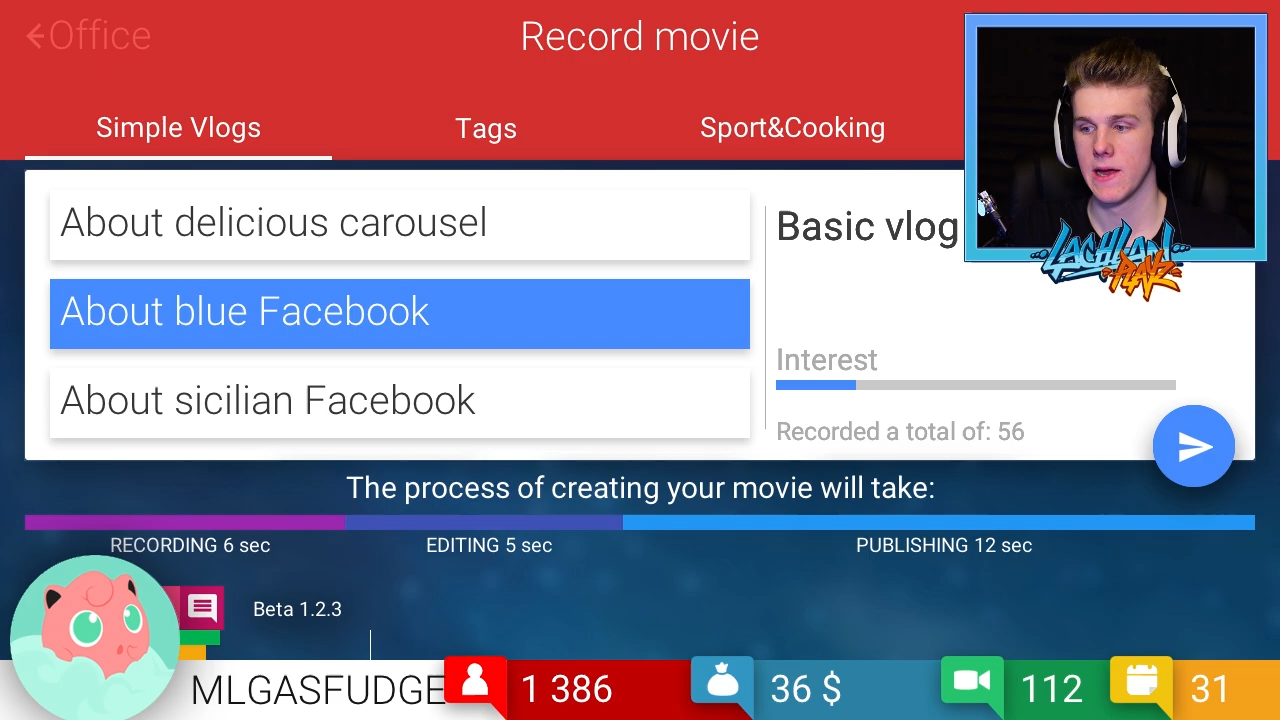 Office
Record movie
Simple Vlogs
Tags
Sport&Cooking
About delicious carousel
About blue Facebook
About sicilian Facebook
Basic vlog
Interest
Recorded a total of: 56
LACHLAN
PLAYZ
The process of creating your movie will take:
RECORDING 6 sec
EDITING 5 sec
PUBLISHING 12 sec
Beta 1.2.3
MLGASFUDGE
1 386
36 $
112
31